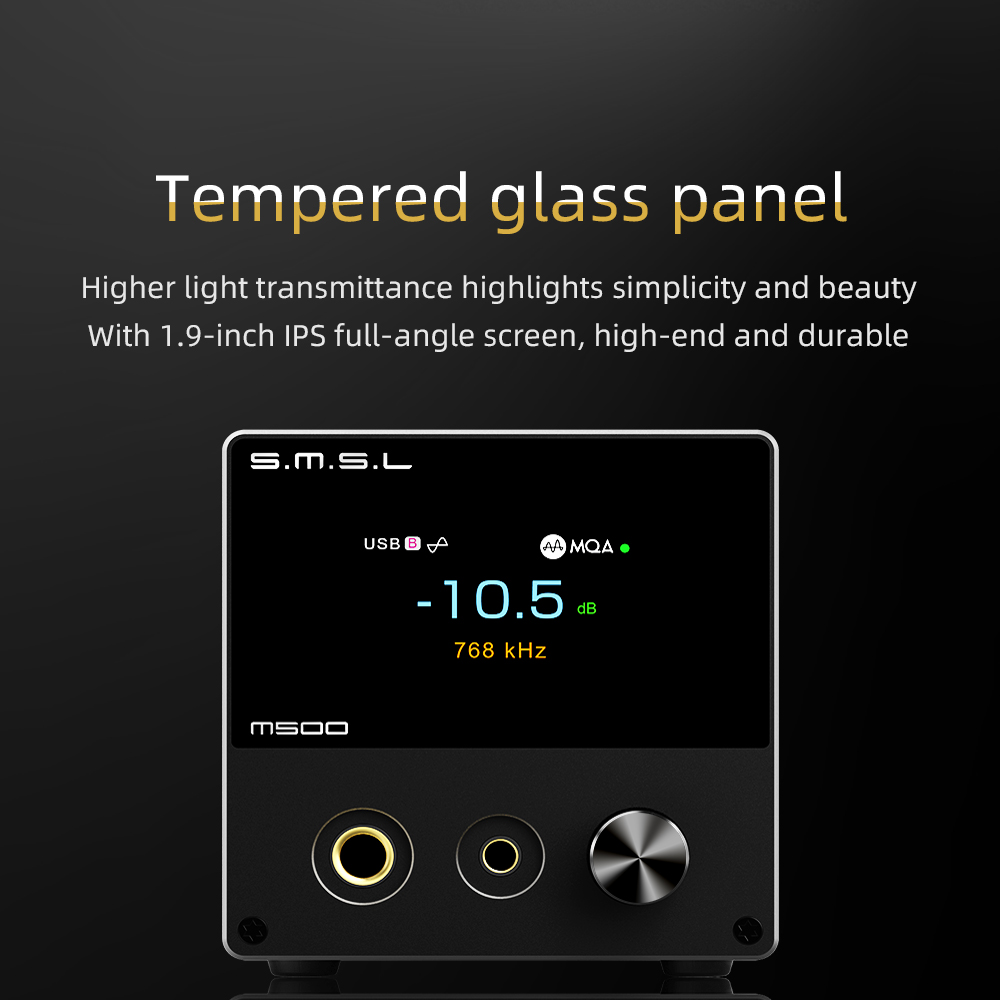 Tempered glass panel
Higher light transmittance highlights simplicity and beauty
With 1.9-inch IPS full-angle screen, high-end and durable
S.M.S.L
USB B MQA
-10.5 dB
768 kHz
M500